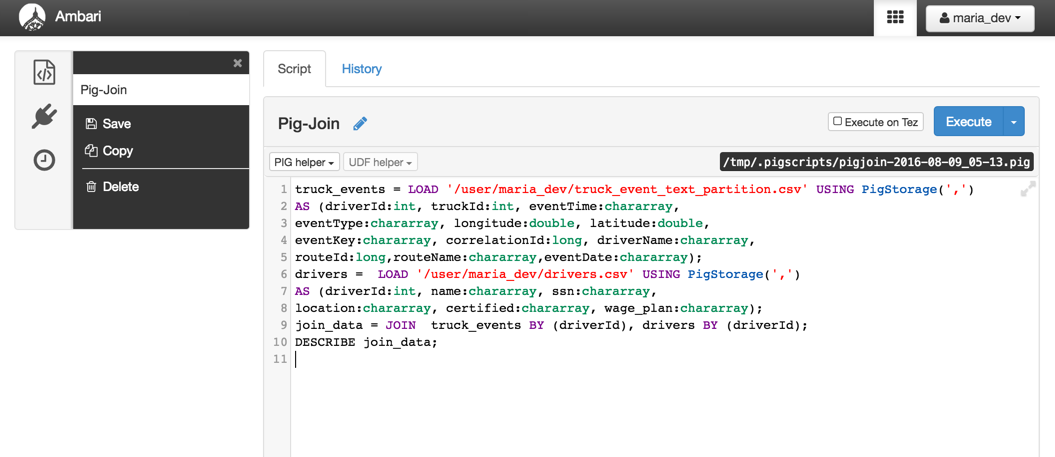 Ambari
maria_dev
Pig-Join
Save
Copy
Delete
Script History
Pig-Join
Execute on Tez Execute
PIG helper UDF helper /tmp/.pigscripts/pigjoin-2016-08-09_05-13.pig
1 truck_events = LOAD '/user/maria_dev/truck_event_text_partition.csv' USING PigStorage(',')
2 AS (driverId:int, truckId:int, eventTime:chararray,
3 eventType:chararray, longitude:double, latitude:double,
4 eventKey:chararray, correlationId:long, driverName:chararray,
5 routeId:long,routeName:chararray,eventDate:chararray);
6 drivers =  LOAD '/user/maria_dev/drivers.csv' USING PigStorage(',')
7 AS (driverId:int, name:chararray, ssn:chararray,
8 location:chararray, certified:chararray, wage_plan:chararray);
9 join_data = JOIN  truck_events BY (driverId), drivers BY (driverId);
10 DESCRIBE join_data;
11